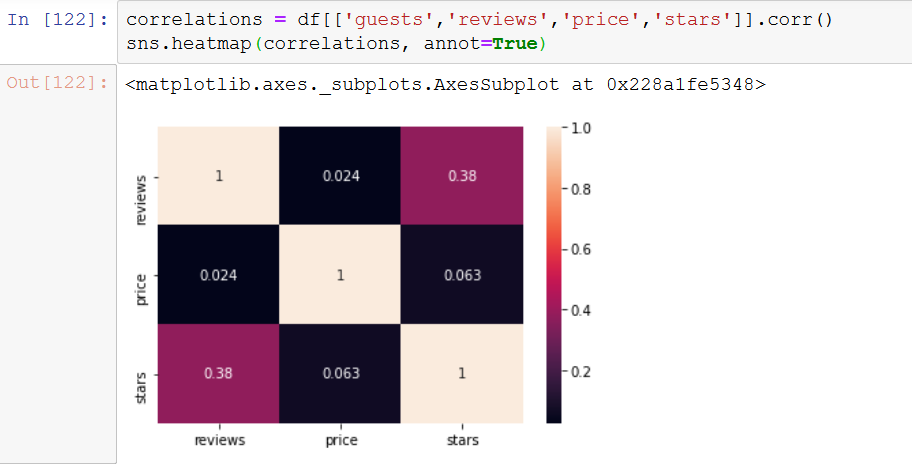 In [122]: correlations = df[['guests','reviews','price','stars']].corr()
sns.heatmap(correlations, annot=True)
Out[122]: <matplotlib.axes._subplots.AxesSubplot at 0x228a1fe5348>
reviews 1 0.024 0.38
price 0.024 1 0.063
stars 0.38 0.063 1
reviews price stars
1.0
0.8
0.6
0.4
0.2